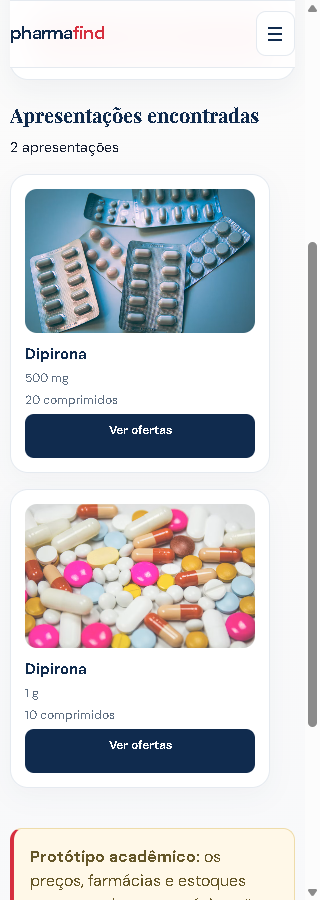 pharmafind
Apresentações encontradas
2 apresentações
Dipirona
500 mg
20 comprimidos
Ver ofertas
Dipirona
1 g
10 comprimidos
Ver ofertas
Protótipo acadêmico: os
preços, farmácias e estoques